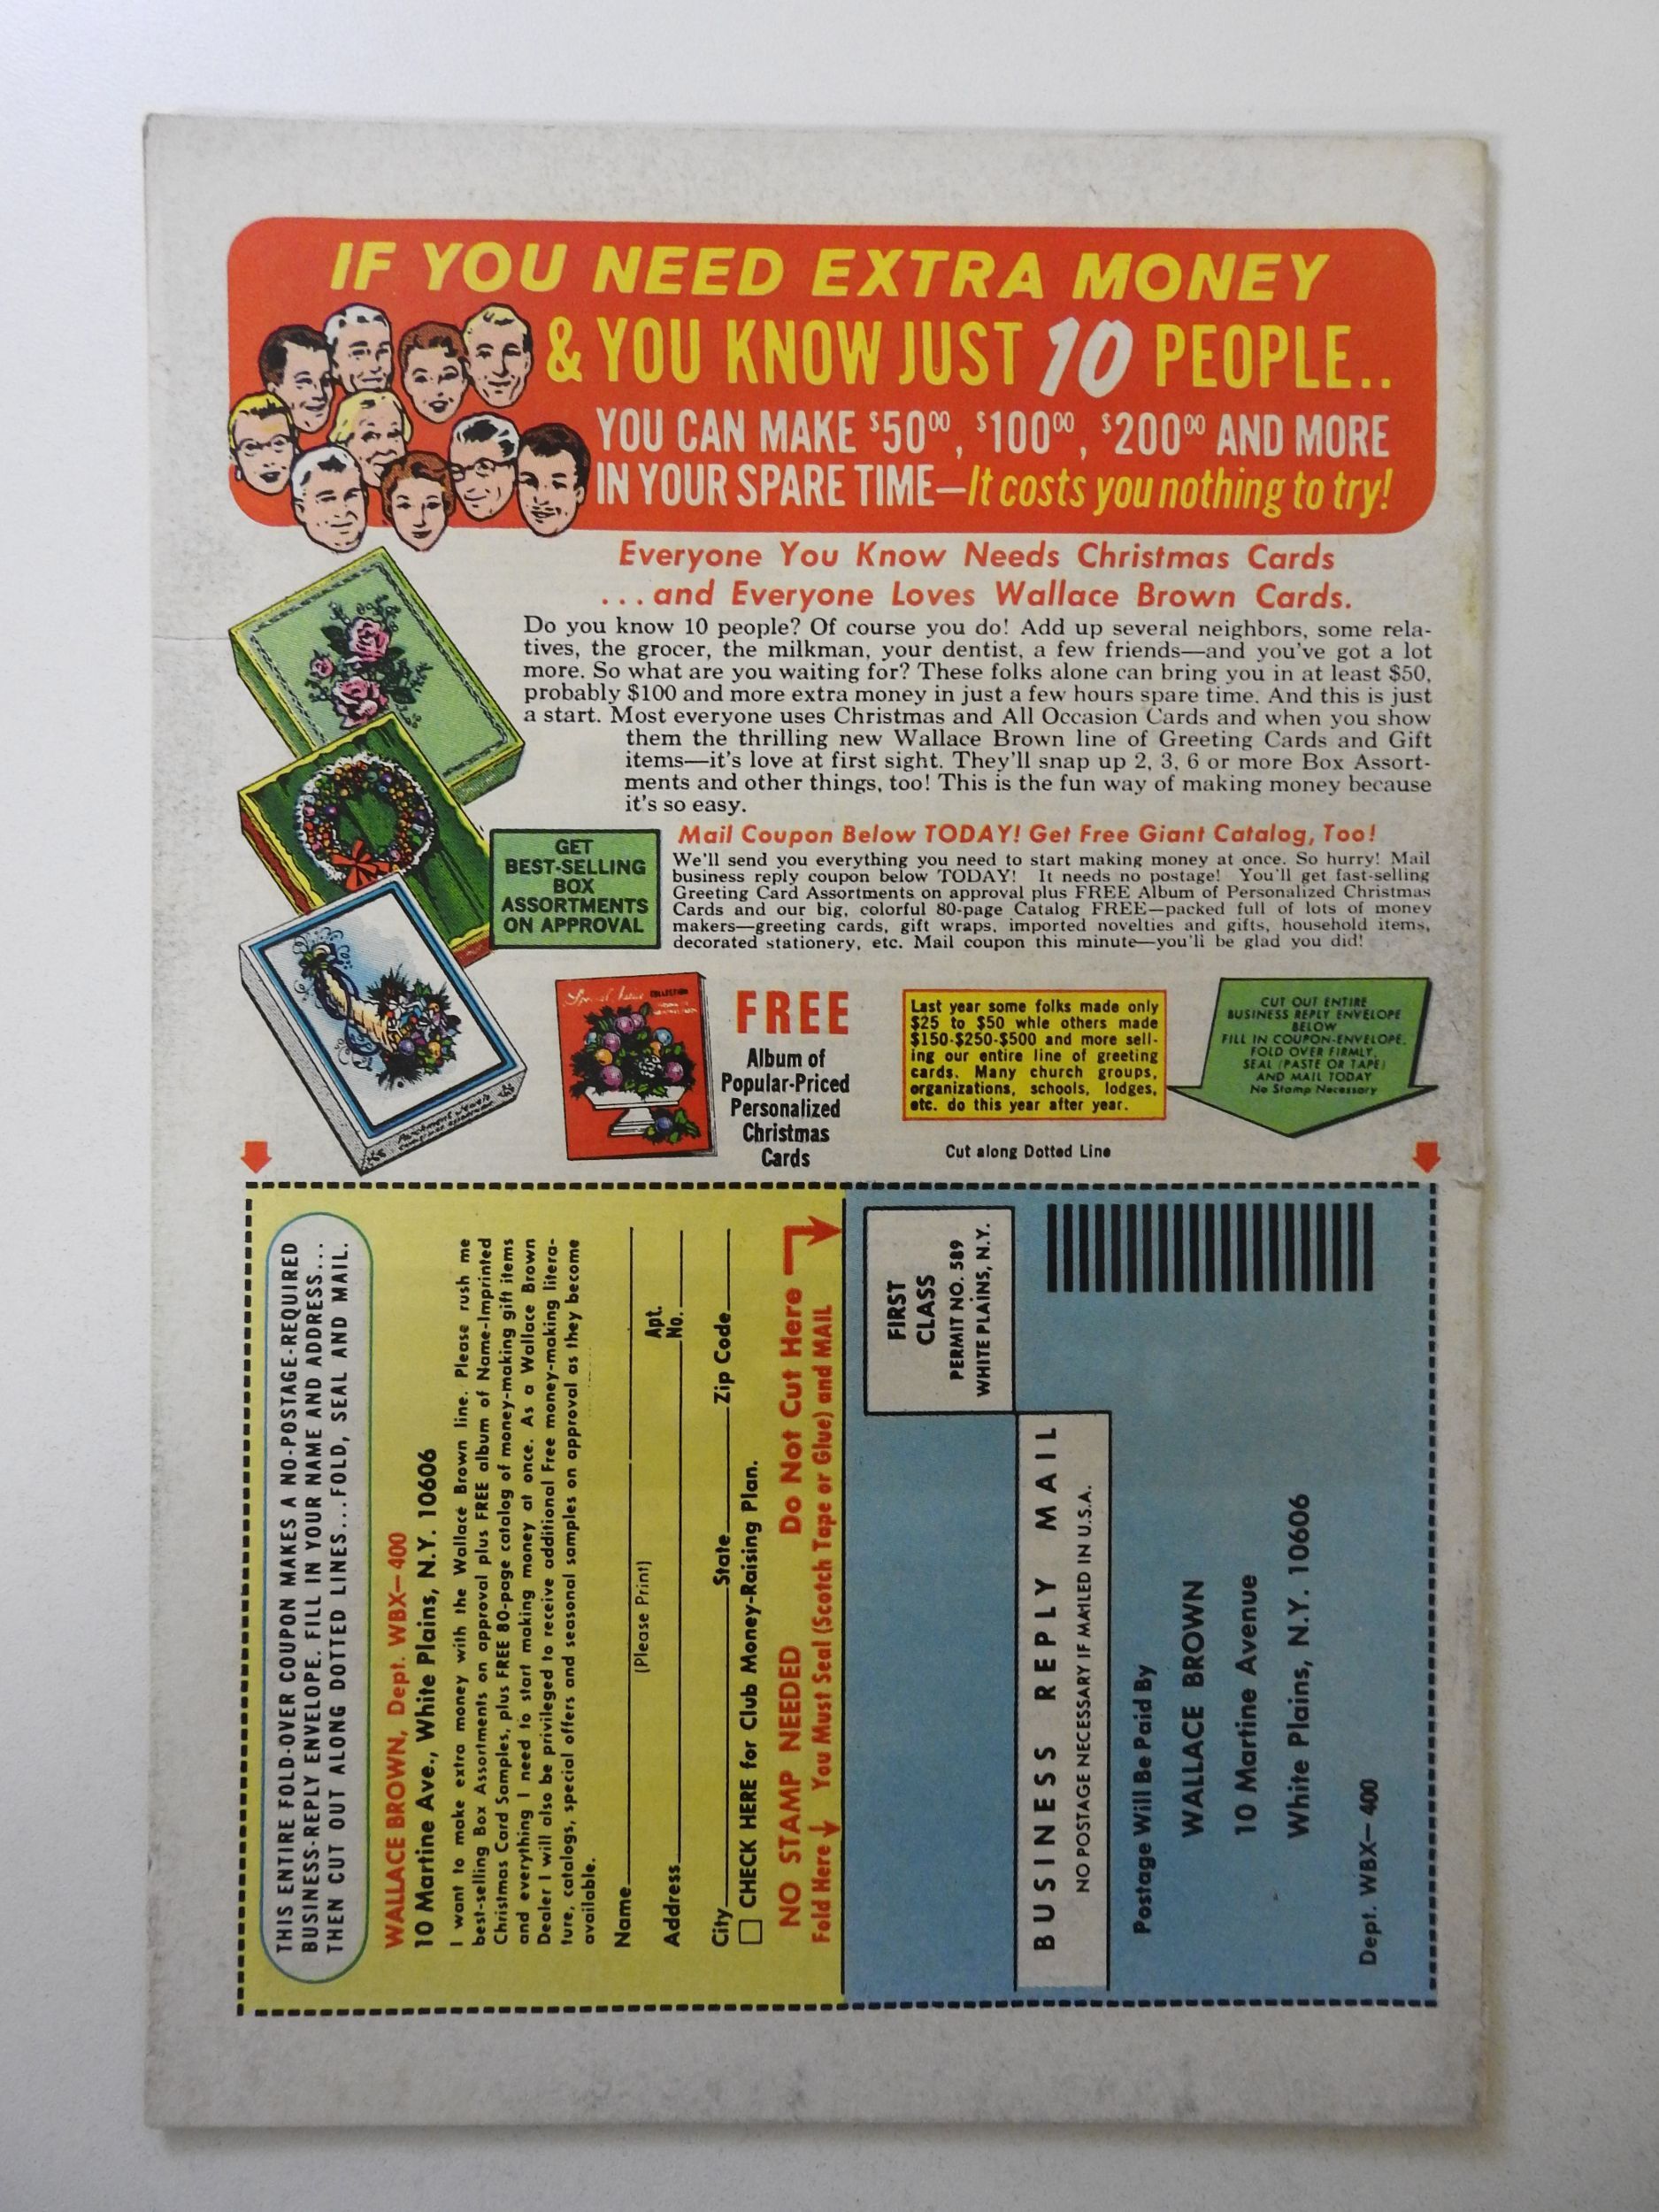 IF YOU NEED EXTRA MONEY
& YOU KNOW JUST 10 PEOPLE..
YOU CAN MAKE $50⁰⁰, $100⁰⁰, $200⁰⁰ AND MORE
IN YOUR SPARE TIME—It costs you nothing to try!
Everyone You Know Needs Christmas Cards
...and Everyone Loves Wallace Brown Cards.
Do you know 10 people? Of course you do! Add up several neighbors, some rela-
tives, the grocer, the milkman, your dentist, a few friends—and you've got a lot
more. So what are you waiting for? These folks alone can bring you in at least $50,
probably $100 and more extra money in just a few hours spare time. And this is just
a start. Most everyone uses Christmas and All Occasion Cards and when you show
them the thrilling new Wallace Brown line of Greeting Cards and Gift
items—it's love at first sight. They'll snap up 2, 3, 6 or more Box Assort-
ments and other things, too! This is the fun way of making money because
it's so easy.
GET
BEST-SELLING
BOX
ASSORTMENTS
ON APPROVAL
Mail Coupon Below TODAY! Get Free Giant Catalog, Too!
We'll send you everything you need to start making money at once. So hurry! Mail
business reply coupon below TODAY! It needs no postage! You'll get fast-selling
Greeting Card Assortments on approval plus FREE Album of Personalized Christmas
Cards and our big, colorful 80-page Catalog FREE—packed full of lots of money
makers—greeting cards, gift wraps, imported novelties and gifts, household items,
decorated stationery, etc. Mail coupon this minute—you'll be glad you did!
COLLECTION
FREE
Album of
Popular-Priced
Personalized
Christmas
Cards
Last year some folks made only
$25 to $50 whle others made
$150-$250-$500 and more sell-
ing our entire line of greeting
cards. Many church groups,
organizations, schools, lodges,
etc. do this year after year.
CUT OUT ENTIRE
BUSINESS REPLY ENVELOPE
BELOW
FILL IN COUPON-ENVELOPE.
FOLD OVER FIRMLY,
SEAL (PASTE OR TAPE)
AND MAIL TODAY
No Stamp Necessary
Cut along Dotted Line
THIS ENTIRE FOLD-OVER COUPON MAKES A NO-POSTAGE-REQUIRED
BUSINESS-REPLY ENVELOPE. FILL IN YOUR NAME AND ADDRESS...
THEN CUT OUT ALONG DOTTED LINES...FOLD, SEAL AND MAIL.
WALLACE BROWN, Dept. WBX—400
10 Martine Ave., White Plains, N.Y. 10606
I want to make extra money with the Wallace Brown line. Please rush me
best-selling Box Assortments on approval plus FREE album of Name-Imprinted
Christmas Card Samples, plus FREE 80-page catalog of money-making gift items
and everything I need to start making money at once. As a Wallace Brown
Dealer I will also be privileged to receive additional Free money-making litera-
ture, catalogs, special offers and seasonal samples on approval as they become
available.
Name
(Please Print)
Address Apt. No.
City State Zip Code
CHECK HERE for Club Money-Raising Plan.
NO STAMP NEEDED Do Not Cut Here
Fold Here You Must Seal (Scotch Tape or Glue) and MAIL
FIRST
CLASS
PERMIT NO. 589
WHITE PLAINS, N.Y.
BUSINESS REPLY MAIL
NO POSTAGE NECESSARY IF MAILED IN U.S.A.
Postage Will Be Paid By
WALLACE BROWN
10 Martine Avenue
White Plains, N.Y. 10606
Dept. WBX—400